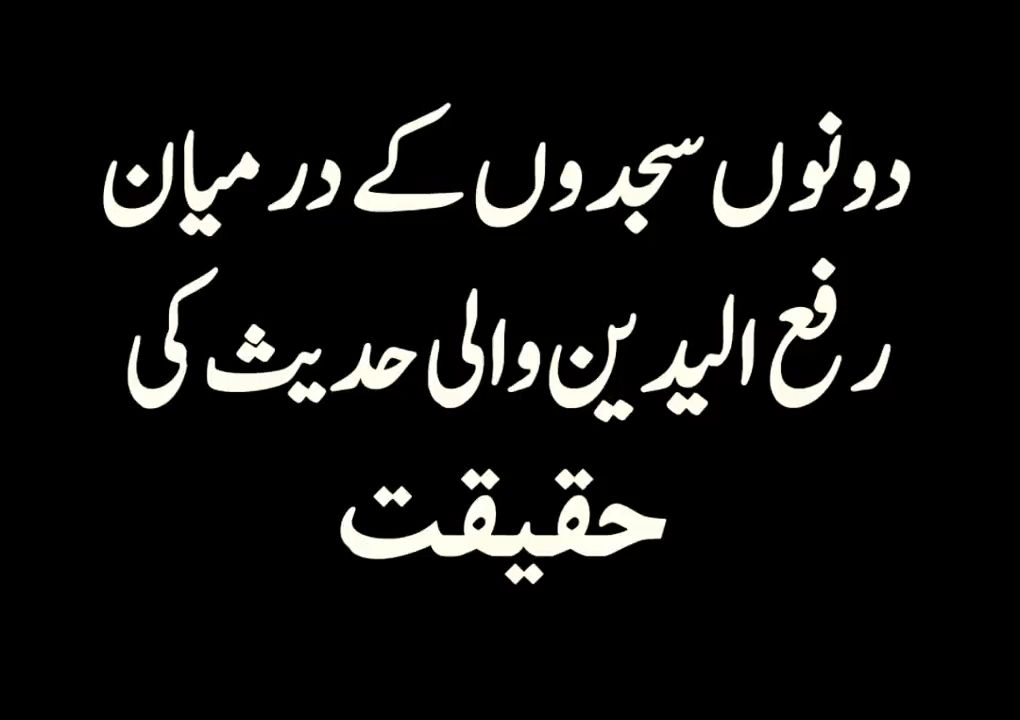 دونوں سجدوں کے درمیان
رفع الیدین والی حدیث کی
حقیقت